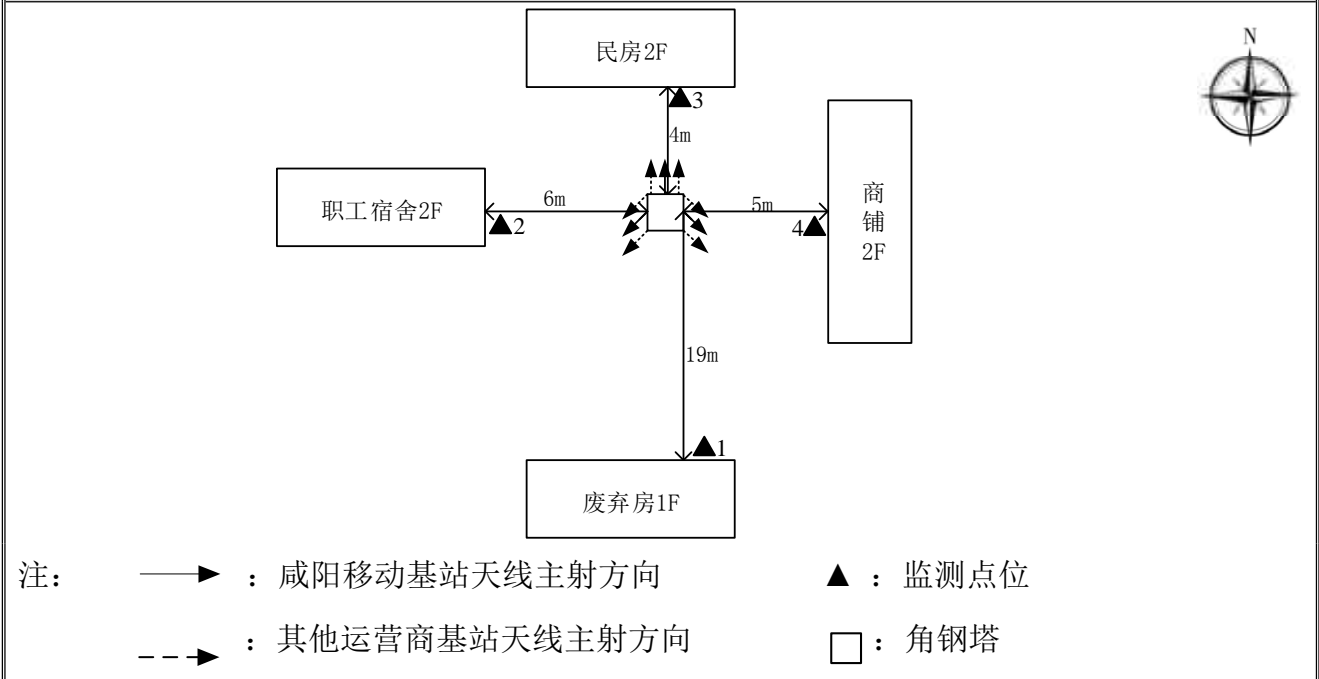 民房2F
N
3
4m
职工宿舍2F
6m
2
5m
4
商铺2F
19m
1
废弃房1F
注:
：咸阳移动基站天线主射方向
：监测点位
：其他运营商基站天线主射方向
：角钢塔